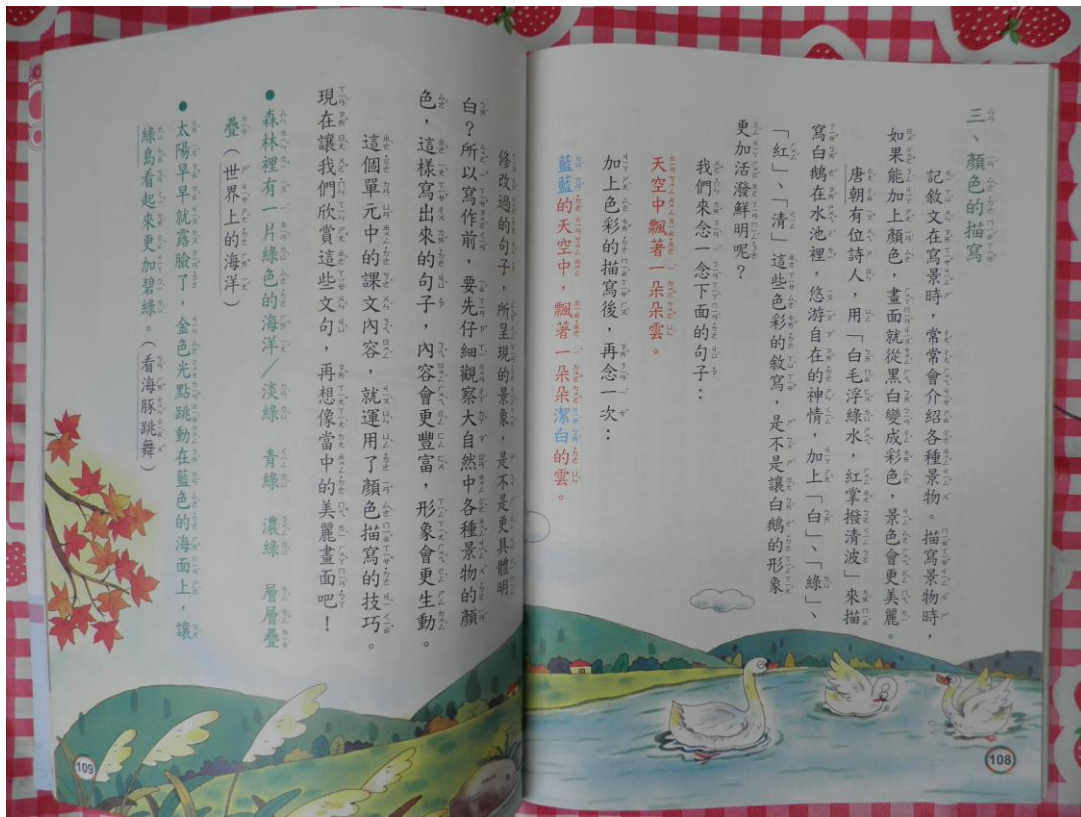 三、顏色的描寫
記敘文在寫景時，常常會介紹各種景物。描寫景物時，
如果能加上顏色，畫面就從黑白變成彩色，景色會更美麗。
唐朝有位詩人，用「白毛浮綠水，紅掌撥清波」來描
寫白鵝在水池裡，悠游自在的神情，加上「白」、「綠」、
「紅」、「清」這些色彩的敘寫，是不是讓白鵝的形象
更加活潑鮮明呢？
我們來念一念下面的句子：
天空中飄著一朵朵雲。
加上色彩的描寫後，再念一次：
藍藍的天空中，飄著一朵朵潔白的雲。
108
修改過的句子，所呈現的景象，是不是更具體明
白？所以寫作前，要先仔細觀察大自然中各種景物的顏
色，這樣寫出來的句子，內容會更豐富，形象會更生動。
這個單元中的課文內容，就運用了顏色描寫的技巧。
現在讓我們欣賞這些文句，再想像當中的美麗畫面吧！
●森林裡有一片綠色的海洋／淡綠 青綠 濃綠 層層疊
疊（世界上的海洋）
●太陽早早就露臉了，金色光點跳動在藍色的海面上，讓
綠島看起來更加碧綠。（看海豚跳舞）
109